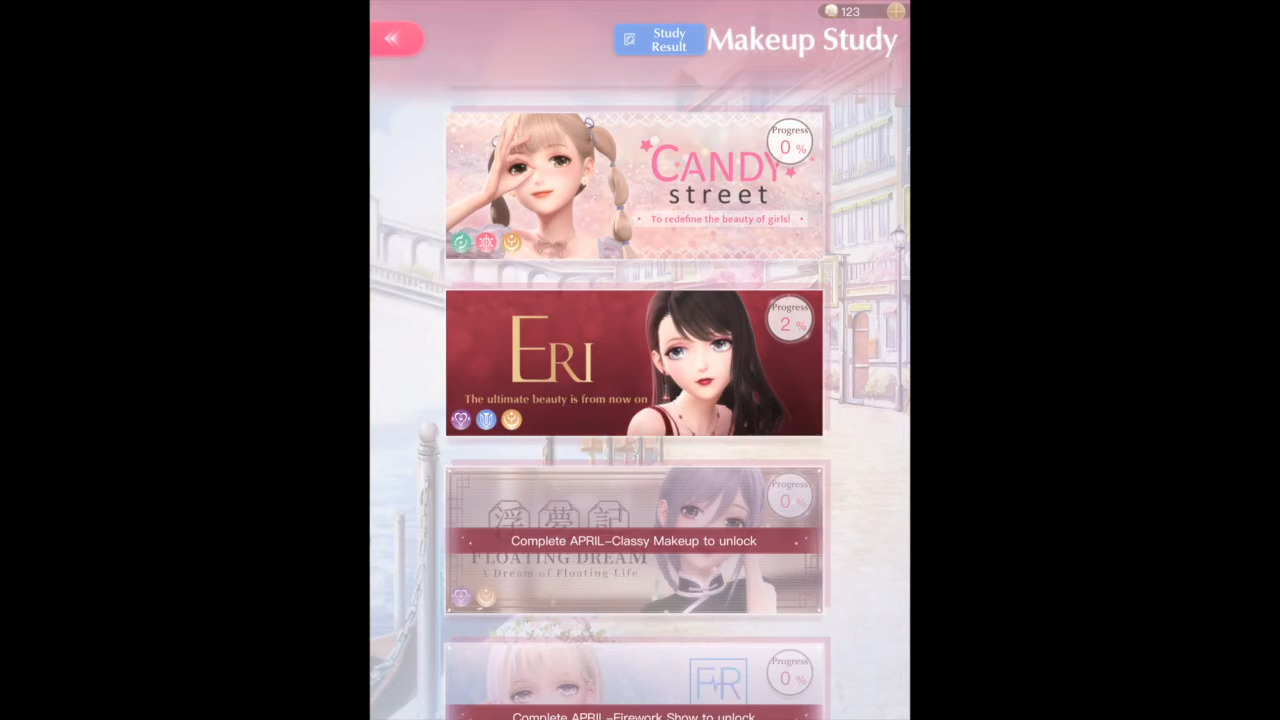 123
Study
Result
Makeup Study
Progress
0 %
CANDY
street
To redefine the beauty of girls!
Progress
2 %
ERI
The ultimate beauty is from now on
Progress
0 %
浮夢記
Complete APRIL-Classy Makeup to unlock
FLOATING DREAM
A Dream of Floating Life
Progress
0 %
FR
Complete APRIL-Firework Show to unlock